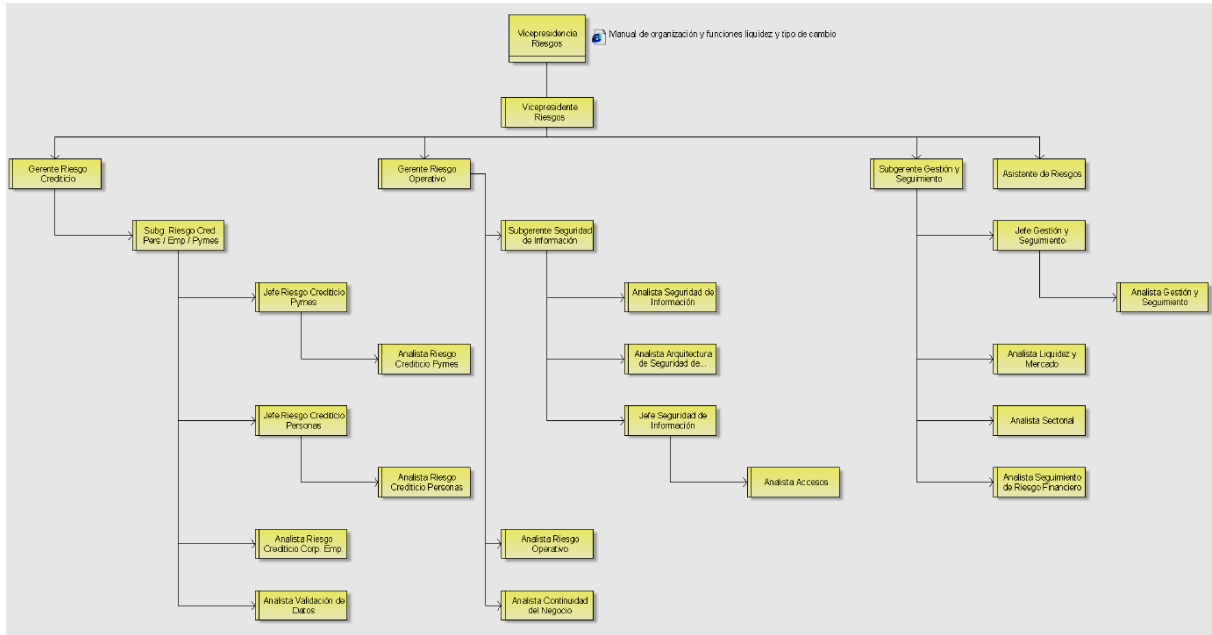 Vicepresidencia
Riesgos
Manual de organización y funciones liquidez y tipo de cambio
Vicepresidente
Riesgos
Gerente Riesgo
Crediticio
Gerente Riesgo
Operativo
Subgerente Gestión y
Seguimiento
Asistente de Riesgos
Subg. Riesgo Cred.
Pers / Emp / Pymes
Subgerente Seguridad
de Información
Jefe Gestión y
Seguimiento
Jefe Riesgo Crediticio
Pymes
Analista Seguridad de
Información
Analista Gestión y
Seguimiento
Analista Riesgo
Crediticio Pymes
Analista Arquitectura
de Seguridad de...
Analista Liquidez y
Mercado
Jefe Riesgo Crediticio
Personas
Jefe Seguridad de
Información
Analista Sectorial
Analista Riesgo
Crediticio Personas
Analista Accesos
Analista Seguimiento
de Riesgo Financiero
Analista Riesgo
Crediticio Corp. Emp.
Analista Riesgo
Operativo
Analista Validación de
Datos
Analista Continuidad
del Negocio